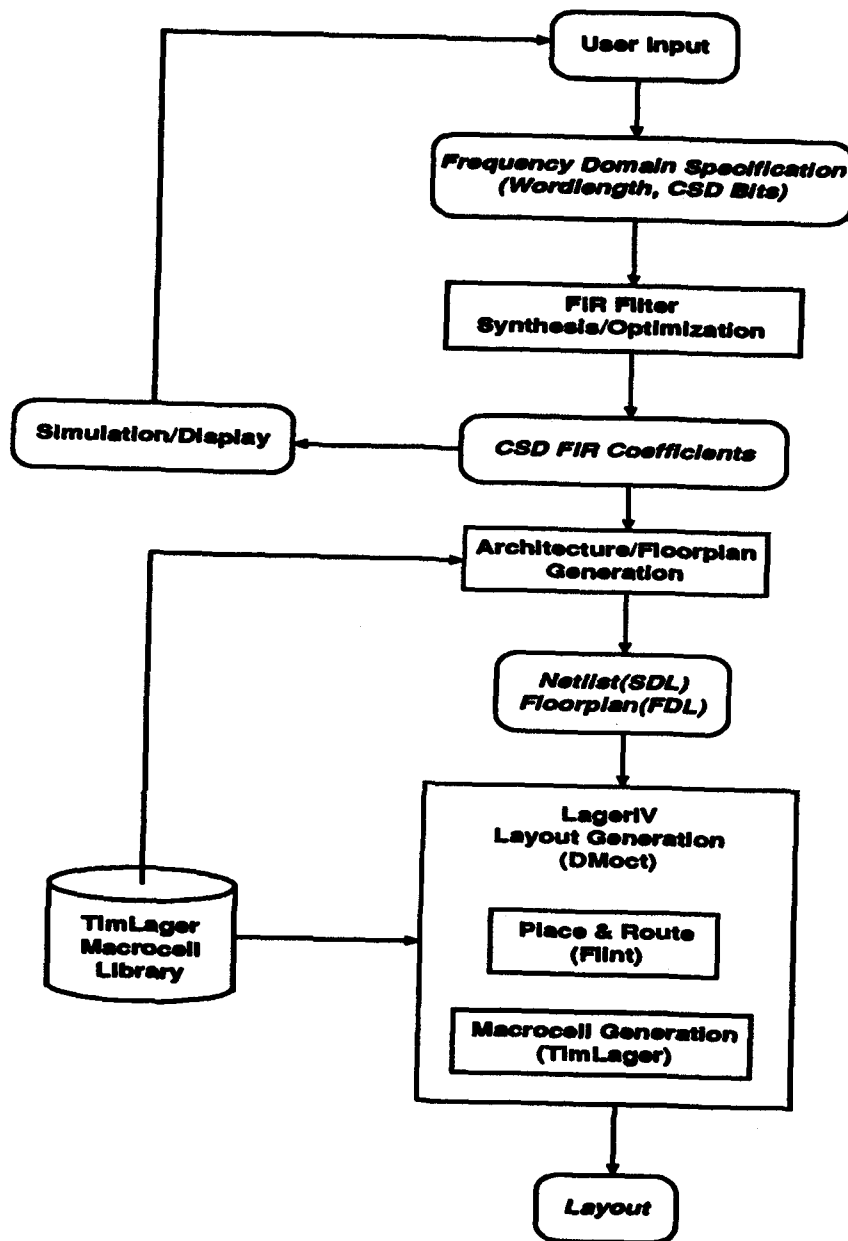 User Input
Frequency Domain Specification
(Wordlength, CSD Bits)
FIR Filter
Synthesis/Optimization
Simulation/Display
CSD FIR Coefficients
Architecture/Floorplan
Generation
Netlist(SDL)
Floorplan(FDL)
LagerIV
Layout Generation
(DMoct)
TimLager
Macrocell
Library
Place & Route
(Flint)
Macrocell Generation
(TimLager)
Layout